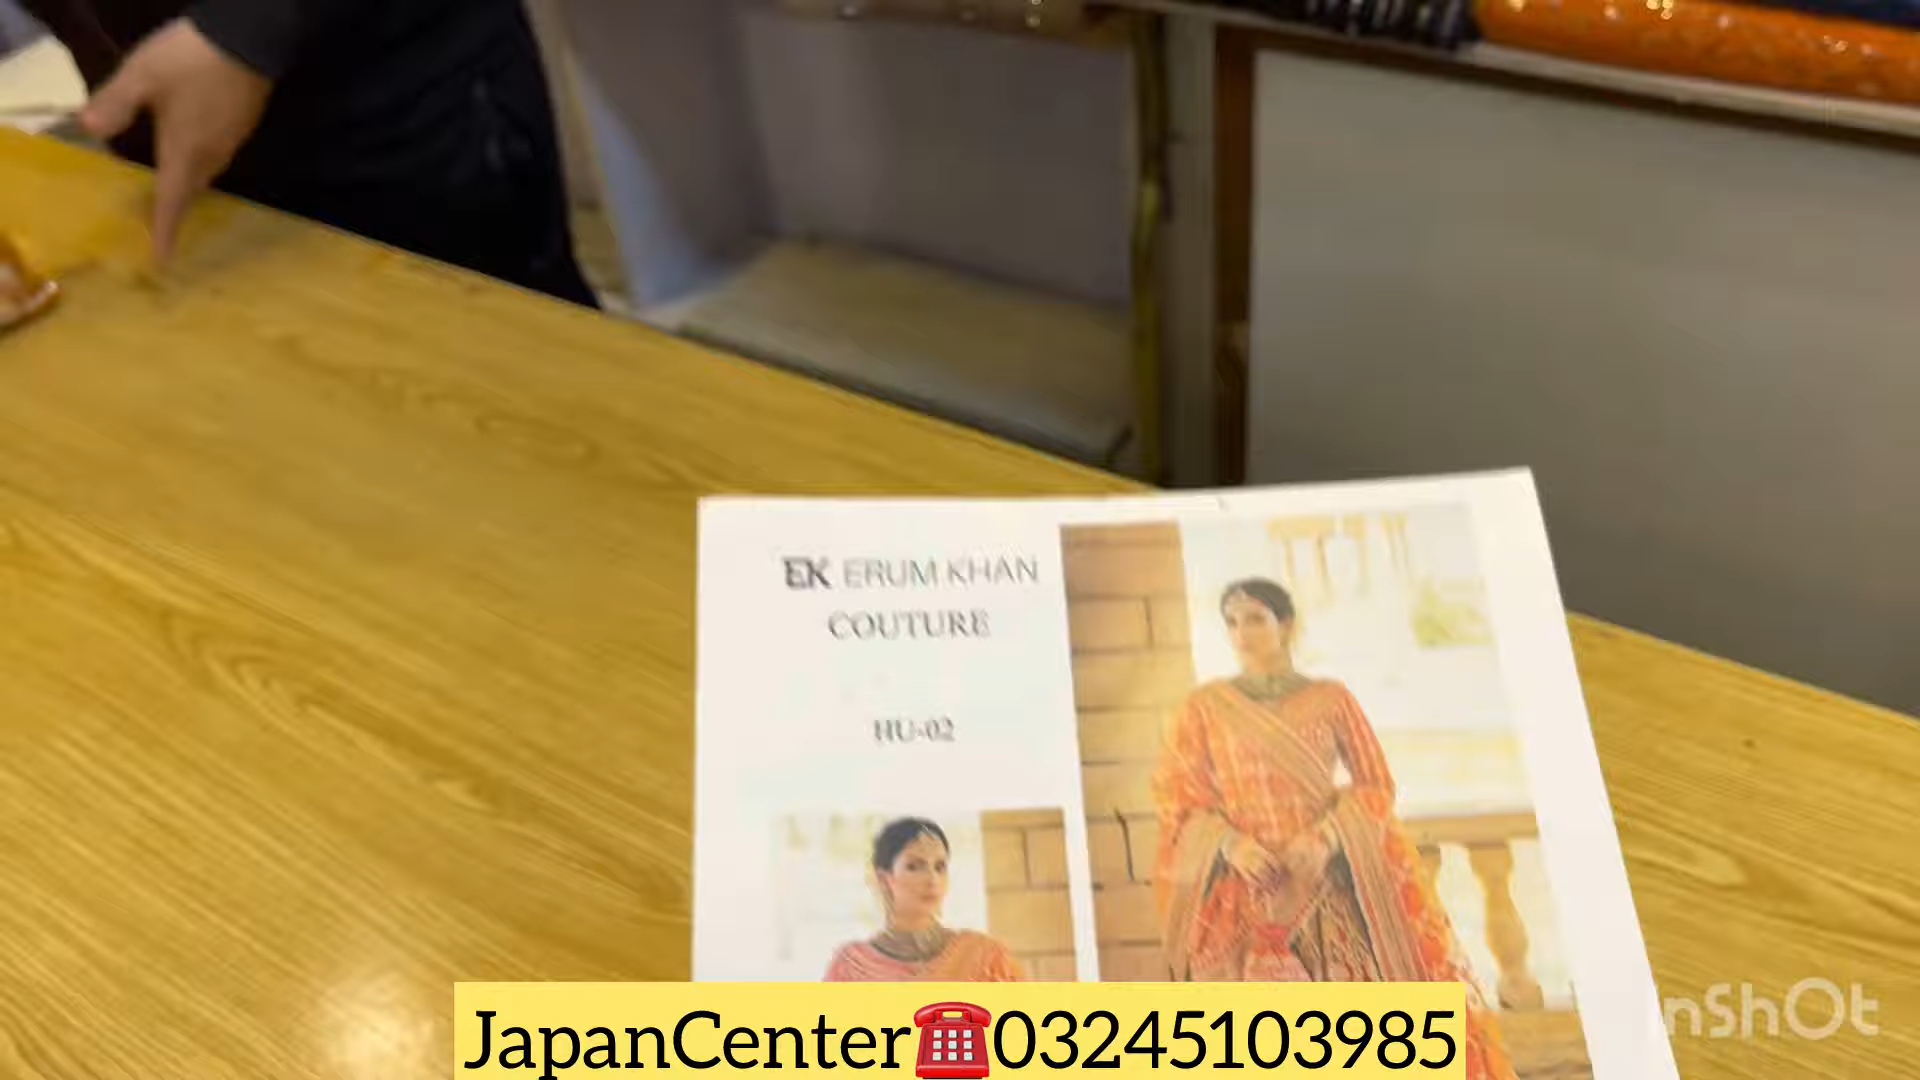 EK ERUM KHAN
COUTURE
HU-02
JapanCenter☎️03245103985
InShOt